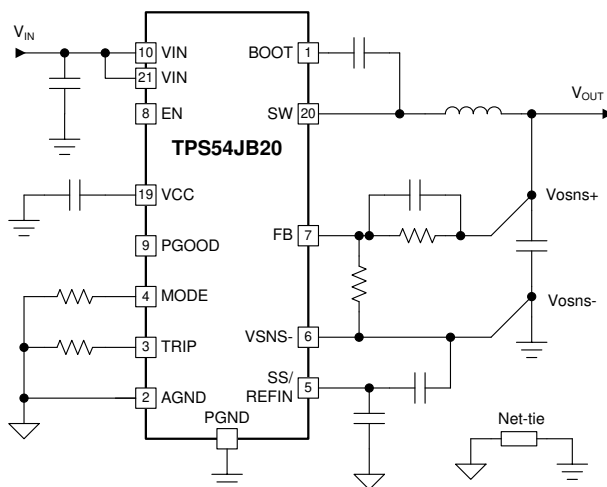 VIN
VOUT
10 VIN
21 VIN
8 EN
TPS54JB20
19 VCC
9 PGOOD
4 MODE
3 TRIP
2 AGND
PGND
BOOT 1
SW 20
FB 7
VSNS- 6
SS/
REFIN 5
Vosns+
Vosns-
Net-tie